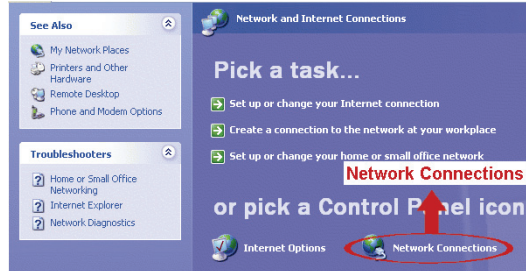 See Also
My Network Places
Printers and Other
Hardware
Remote Desktop
Phone and Modem Options
Troubleshooters
Home or Small Office
Networking
Internet Explorer
Network Diagnostics
Network and Internet Connections
Pick a task...
Set up or change your Internet connection
Create a connection to the network at your workplace
Set up or change your home or small office network
Network Connections
or pick a Control Panel icon
Internet Options
Network Connections